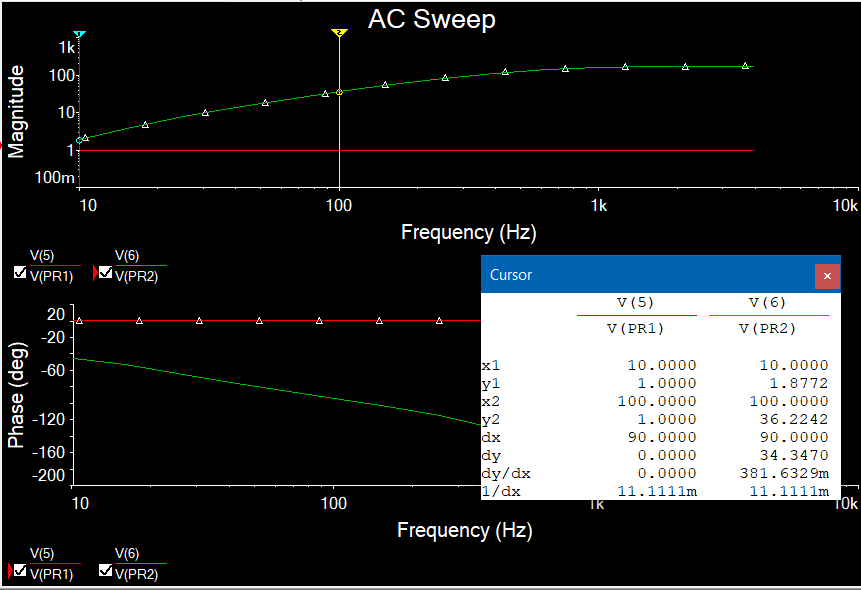 AC Sweep
Magnitude
1k
100
10
1
100m
10 100 1k 10k
Frequency (Hz)
V(5) V(6)
V(PR1) V(PR2)
Phase (deg)
20
-20
-60
-120
-160
-200
10 100 1k 10k
Frequency (Hz)
V(5) V(6)
V(PR1) V(PR2)
Cursor
V(5) V(6)
V(PR1) V(PR2)
x1 10.0000 10.0000
y1 1.0000 1.8772
x2 100.0000 100.0000
y2 1.0000 36.2242
dx 90.0000 90.0000
dy 0.0000 34.3470
dy/dx 0.0000 381.6329m
1/dx 11.1111m 11.1111m